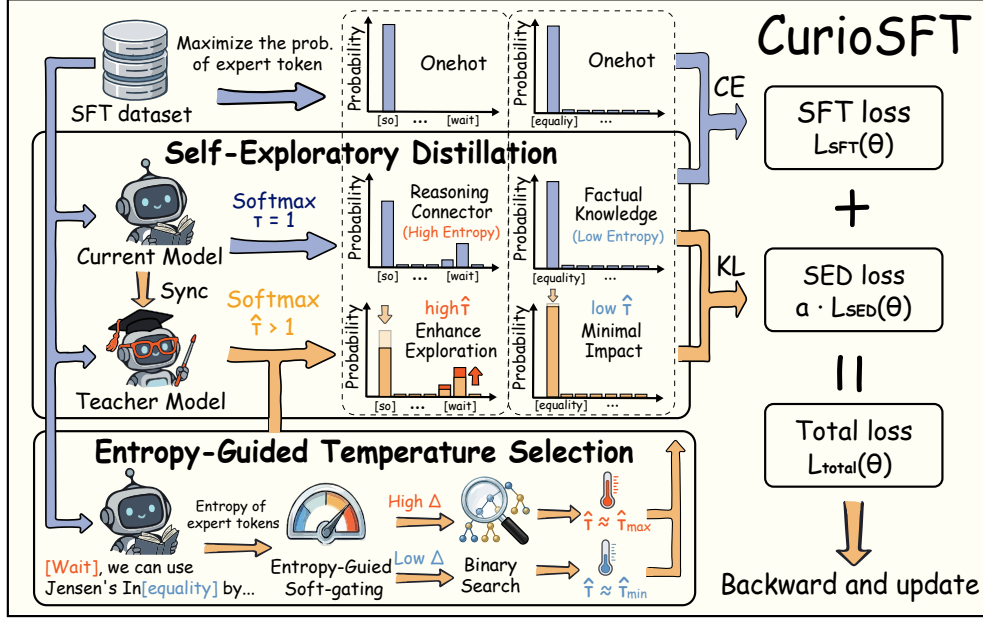 CurioSFT
SFT dataset
Maximize the prob.
of expert token
Probability
Onehot
[so] ... [wait]
Probability
Onehot
[equaliy] ...
CE
SFT loss
LSFT(θ)
+
Self-Exploratory Distillation
Current Model
Softmax
τ = 1
Probability
Reasoning
Connector
(High Entropy)
[so] ... [wait]
Probability
Factual
Knowledge
(Low Entropy)
[equality] ...
KL
SED loss
α · LSED(θ)
=
Sync
Teacher Model
Softmax
τ̂ > 1
Probability
high τ̂
Enhance
Exploration
[so] ... [wait]
Probability
low τ̂
Minimal
Impact
[equality] ...
Total loss
Ltotal(θ)
Backward and update
Entropy-Guided Temperature Selection
[Wait], we can use
Jensen's In[equality] by...
Entropy of
expert tokens
Entropy-Guied
Soft-gating
High Δ
Low Δ
Binary
Search
τ̂ ≈ τ̂max
τ̂ ≈ τ̂min